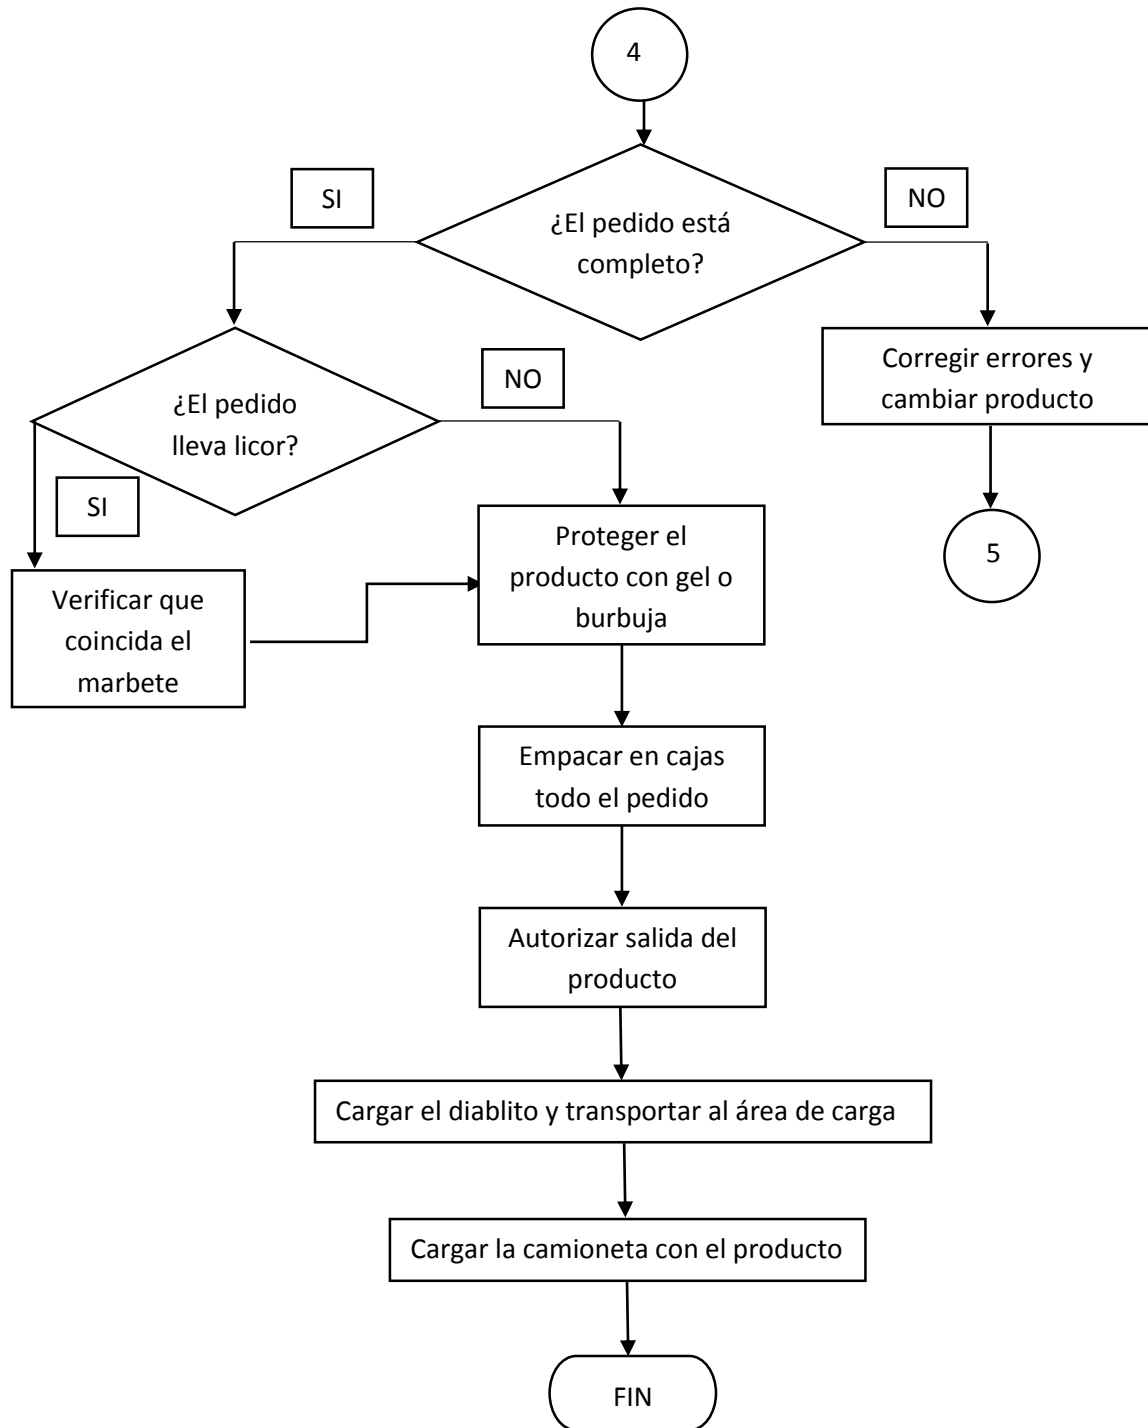 4
¿El pedido está
completo?
SI
NO
¿El pedido
lleva licor?
NO
SI
Corregir errores y
cambiar producto
5
Verificar que
coincida el
marbete
Proteger el
producto con gel o
burbuja
Empacar en cajas
todo el pedido
Autorizar salida del
producto
Cargar el diablito y transportar al área de carga
Cargar la camioneta con el producto
FIN